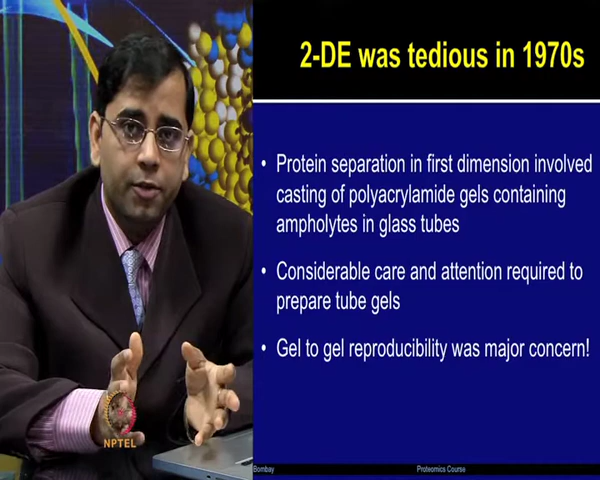 2-DE was tedious in 1970s
• Protein separation in first dimension involved
casting of polyacrylamide gels containing
ampholytes in glass tubes
• Considerable care and attention required to
prepare tube gels
• Gel to gel reproducibility was major concern!
NPTEL
Bombay
Proteomics Course